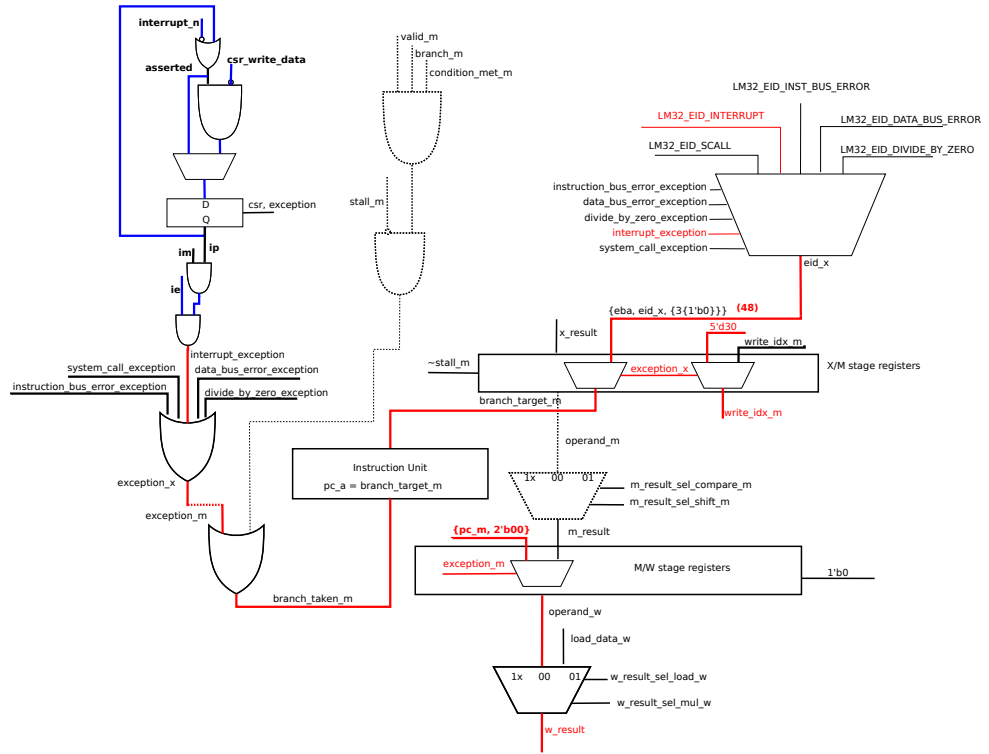 interrupt_n
asserted
csr_write_data
D
Q
csr, exception
im
ip
ie
interrupt_exception
system_call_exception
data_bus_error_exception
instruction_bus_error_exception
divide_by_zero_exception
exception_x
exception_m
branch_taken_m
valid_m
branch_m
condition_met_m
stall_m
Instruction Unit
pc_a = branch_target_m
LM32_EID_INST_BUS_ERROR
LM32_EID_INTERRUPT
LM32_EID_DATA_BUS_ERROR
LM32_EID_SCALL
LM32_EID_DIVIDE_BY_ZERO
instruction_bus_error_exception
data_bus_error_exception
divide_by_zero_exception
interrupt_exception
system_call_exception
eid_x
{eba, eid_x, {3{1'b0}}} (48)
x_result
5'd30
write_idx_m
~stall_m
exception_x
X/M stage registers
branch_target_m
write_idx_m
operand_m
1x 00 01
m_result_sel_compare_m
m_result_sel_shift_m
{pc_m, 2'b00}
m_result
exception_m
M/W stage registers
1'b0
operand_w
load_data_w
1x 00 01
w_result_sel_load_w
w_result_sel_mul_w
w_result